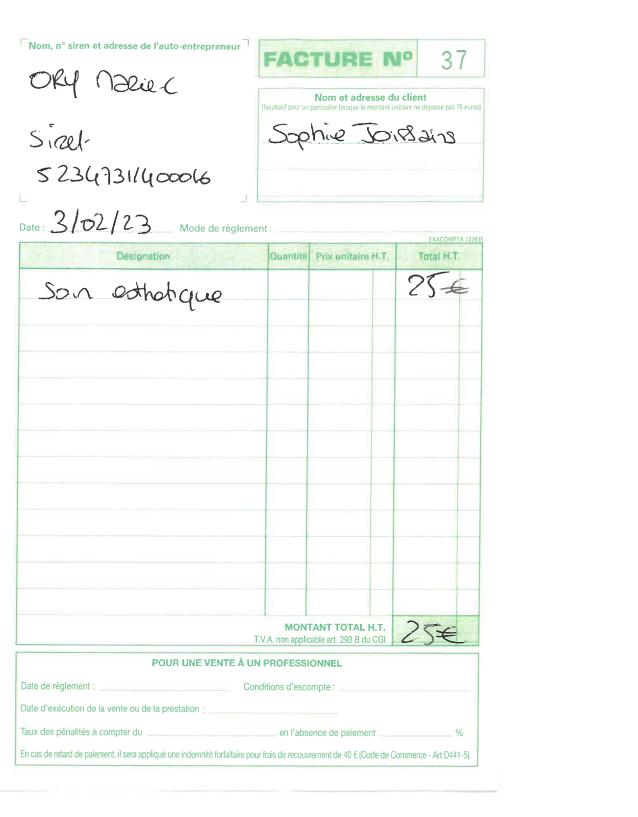 Nom, n° siren et adresse de l'auto-entrepreneur
ORY Marie C
Siret
52347311400016
FACTURE N° 37
Nom et adresse du client
(facultatif pour un particulier lorsque le montant unitaire ne dépasse pas 76 euros)
Sophie Joissains
Date : 3/02/23 Mode de règlement :
EXACOMPTA 13283E
Désignation Quantité Prix unitaire H.T. Total H.T.
Soin esthetique 25€
MONTANT TOTAL H.T.
T.V.A. non applicable art. 293 B du CGI 25€
POUR UNE VENTE À UN PROFESSIONNEL
Date de règlement : Conditions d'escompte :
Date d'exécution de la vente ou de la prestation :
Taux des pénalités à compter du en l'absence de paiement %
En cas de retard de paiement, il sera appliqué une indemnité forfaitaire pour frais de recouvrement de 40 € (Code de Commerce - Art D441-5).